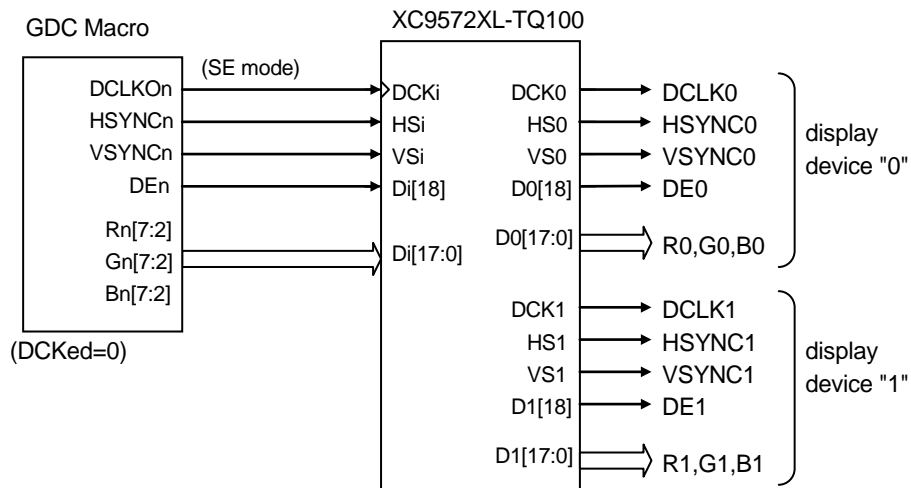 XC9572XL-TQ100
GDC Macro
(SE mode)
DCLKOn
HSYNCn
VSYNCn
DEn
Rn[7:2]
Gn[7:2]
Bn[7:2]
(DCKed=0)
DCKi
HSi
VSi
Di[18]
Di[17:0]
DCK0
HS0
VS0
D0[18]
D0[17:0]
DCK1
HS1
VS1
D1[18]
D1[17:0]
DCLK0
HSYNC0
VSYNC0
DE0
R0,G0,B0
display
device "0"
DCLK1
HSYNC1
VSYNC1
DE1
R1,G1,B1
display
device "1"